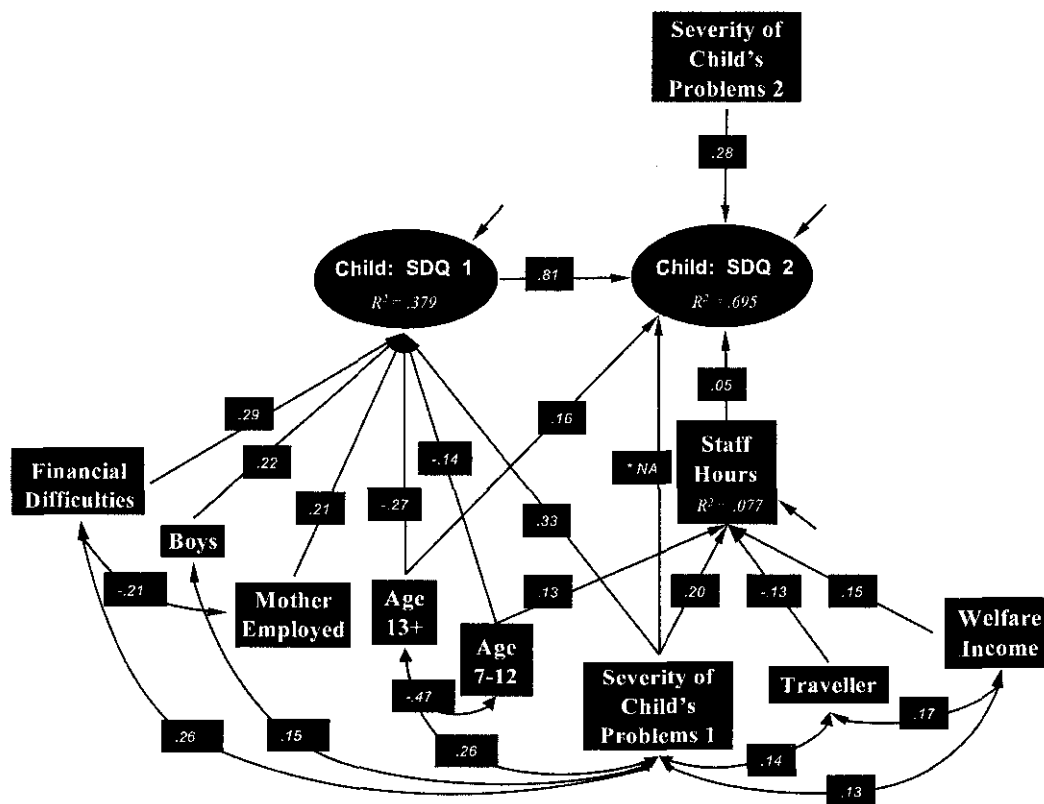 Severity of
Child's
Problems 2
.28
Child: SDQ 1
R² = .379
.81
Child: SDQ 2
R² = .695
.29
.22
.21
-.27
-.14
.33
.16
* NA
.05
Staff
Hours
R² = .077
Financial
Difficulties
Boys
-.21
Mother
Employed
Age
13+
Age
7-12
.13
.20
-.13
.15
Welfare
Income
Severity of
Child's
Problems 1
Traveller
-.47
.26
.15
.26
.14
.17
.13